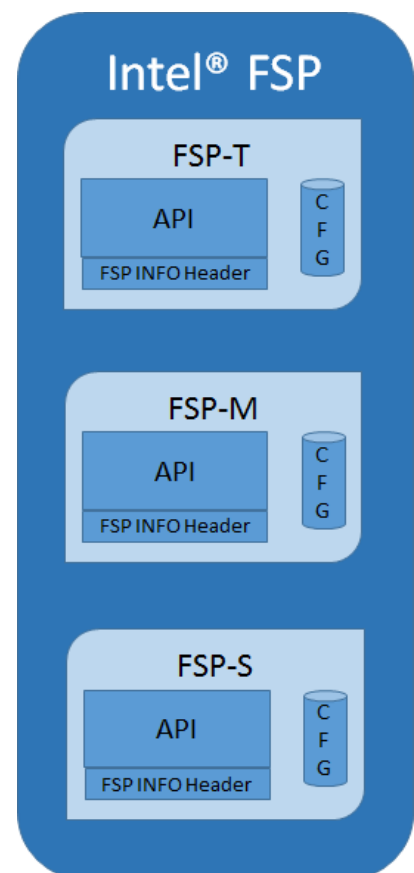 Intel® FSP
FSP-T
API
FSP INFO Header
C
F
G
FSP-M
API
FSP INFO Header
C
F
G
FSP-S
API
FSP INFO Header
C
F
G